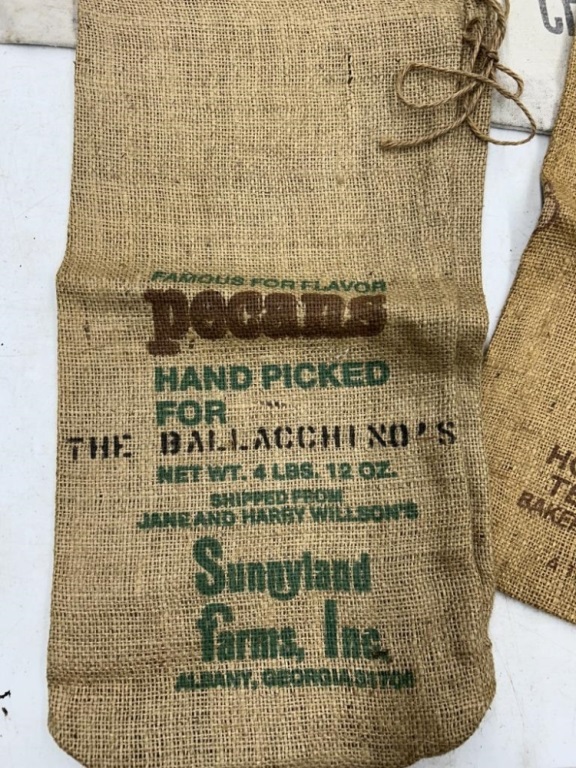 FAMOUS FOR FLAVOR
pecans
HAND PICKED
FOR
THE BALLACCHINO'S
NET WT. 4 LBS. 12 OZ.
SHIPPED FROM
JANE AND HARRY WILLSON'S
Sunnyland
Farms, Inc.
ALBANY, GEORGIA 31706